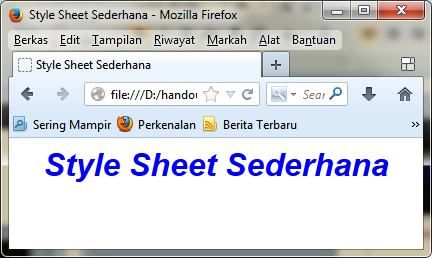 Style Sheet Sederhana - Mozilla Firefox
Berkas Edit Tampilan Riwayat Markah Alat Bantuan
Style Sheet Sederhana
file:///D:/handou
Sear
Sering Mampir Perkenalan Berita Terbaru »
Style Sheet Sederhana